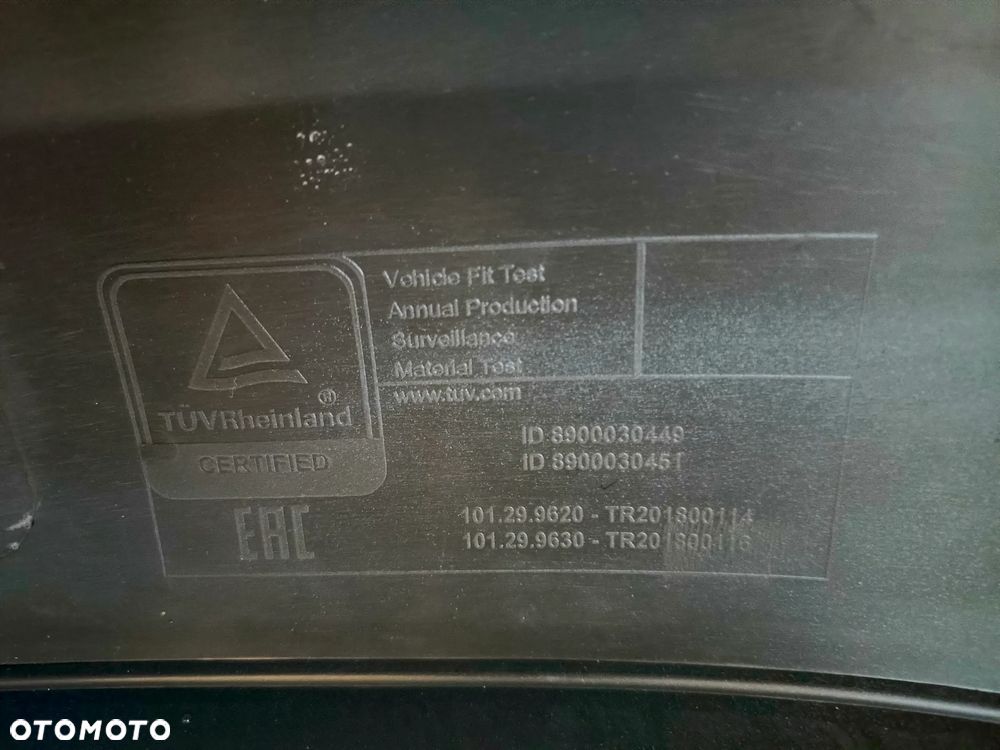 Vehicle Fit Test
Annual Production
Surveillance
Material Test
www.tuv.com
®
TÜVRheinland
CERTIFIED
ID 8900030449
ID 8900030451
EAC
101.29.9620 - TR201800114
101.29.9630 - TR201800116
OTOMOTO